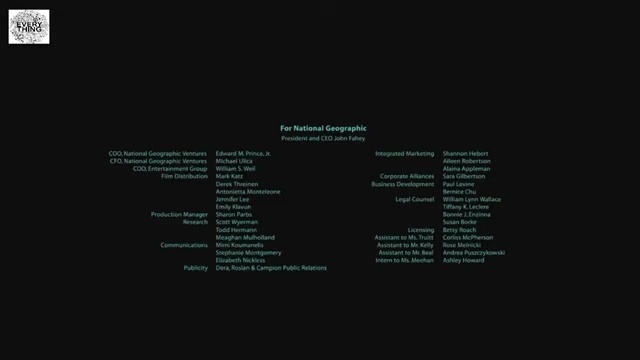 EVERY
THING
For National Geographic
President and CEO John Fahey
COO, National Geographic Ventures Edward M. Prince, Jr.
CFO, National Geographic Ventures Michael Ulica
COO, Entertainment Group William S. Weil
Film Distribution Mark Katz
Derek Threinen
Antonietta Monteleone
Jennifer Lee
Emily Klavun
Production Manager Sharon Parbs
Research Scott Wyerman
Todd Hermann
Meaghan Mulholland
Communications Mimi Koumanelis
Stephanie Montgomery
Elizabeth Nickless
Publicity Dera, Roslan & Campion Public Relations
Integrated Marketing Shannon Hebert
Aileen Robertson
Alaina Appleman
Corporate Alliances Sara Gilbertson
Business Development Paul Levine
Bernice Chu
Legal Counsel William Lynn Wallace
Tiffany K. Leclere
Bonnie J. Enzinna
Susan Borke
Licensing Betsy Roach
Assistant to Ms. Truitt Corliss McPherson
Assistant to Mr. Kelly Rose Melnicki
Assistant to Mr. Beal Andrea Puszczykowski
Intern to Ms. Meehan Ashley Howard